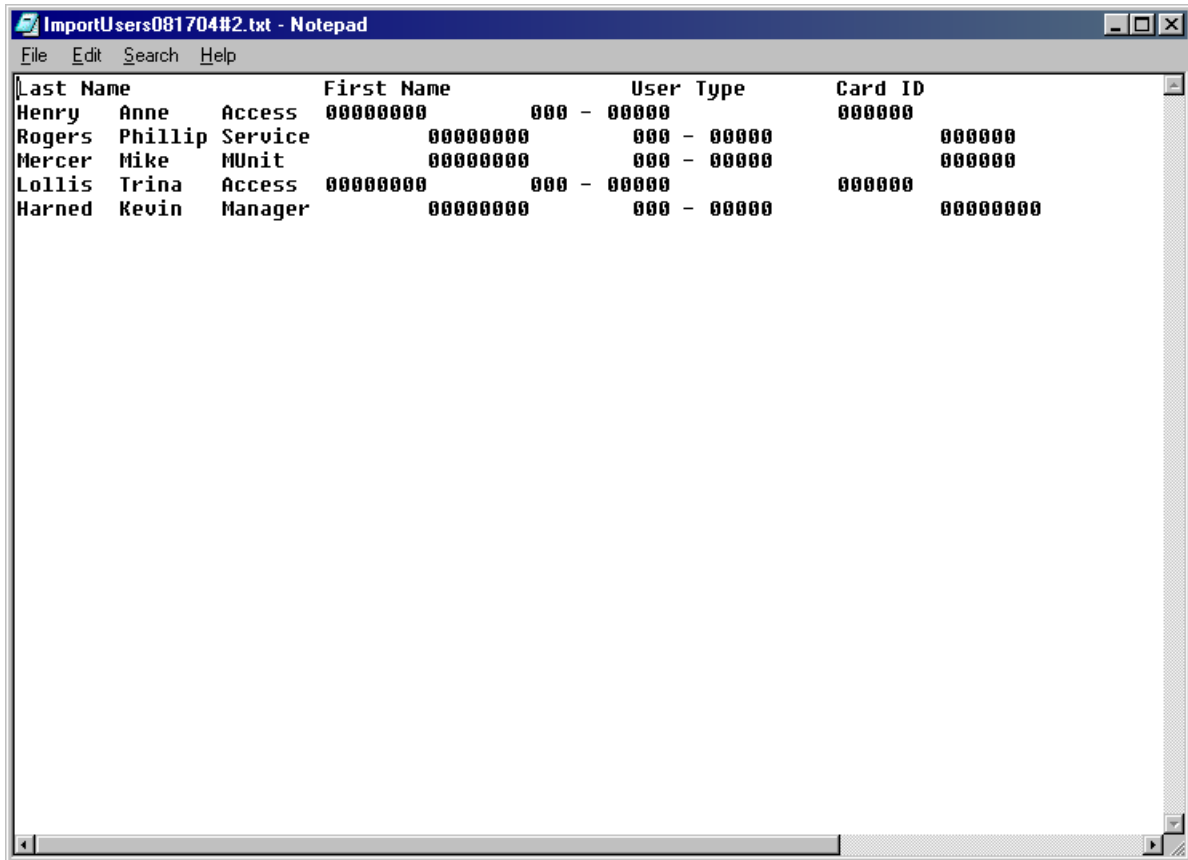 ImportUsers081704#2.txt - Notepad
File Edit Search Help
Last Name First Name User Type Card ID
Henry Anne Access 00000000 000 - 00000 000000
Rogers Phillip Service 00000000 000 - 00000 000000
Mercer Mike MUnit 00000000 000 - 00000 000000
Lollis Trina Access 00000000 000 - 00000 000000
Harned Kevin Manager 00000000 000 - 00000 00000000